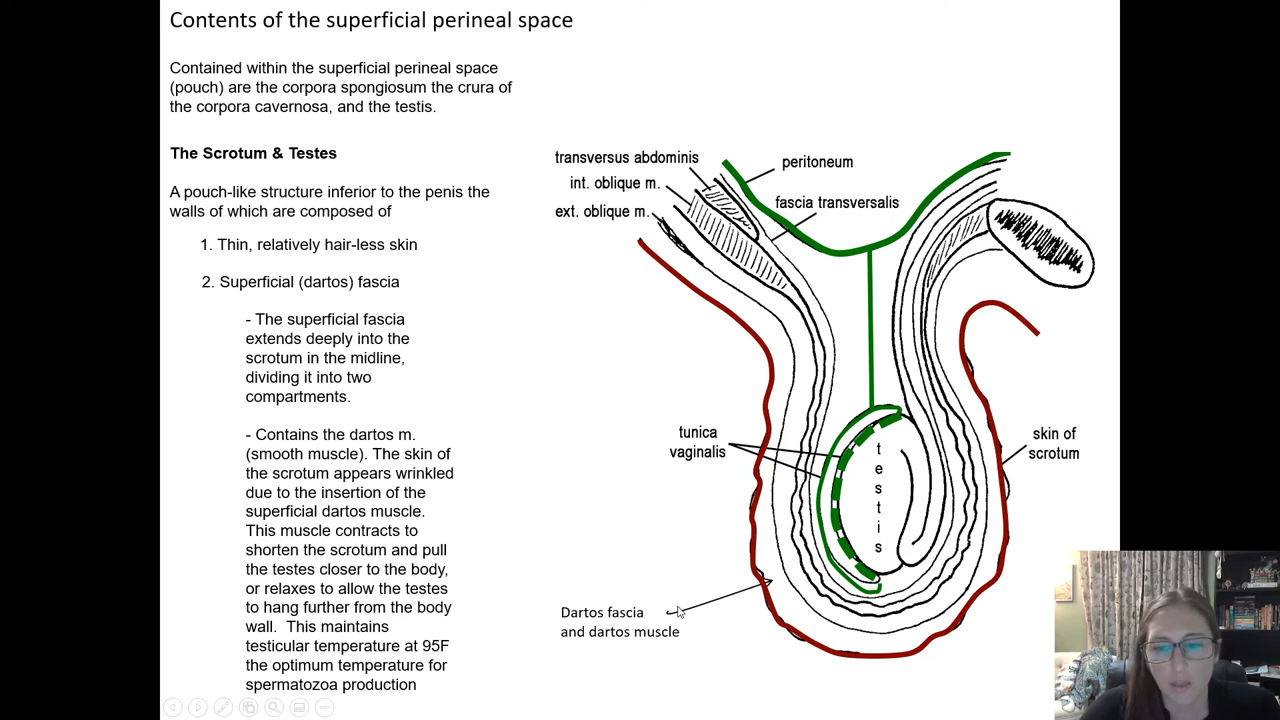 Contents of the superficial perineal space
Contained within the superficial perineal space
(pouch) are the corpora spongiosum the crura of
the corpora cavernosa, and the testis.
The Scrotum & Testes
A pouch-like structure inferior to the penis the
walls of which are composed of
1. Thin, relatively hair-less skin
2. Superficial (dartos) fascia
- The superficial fascia
extends deeply into the
scrotum in the midline,
dividing it into two
compartments.
- Contains the dartos m.
(smooth muscle). The skin of
the scrotum appears wrinkled
due to the insertion of the
superficial dartos muscle.
This muscle contracts to
shorten the scrotum and pull
the testes closer to the body,
or relaxes to allow the testes
to hang further from the body
wall. This maintains
testicular temperature at 95F
the optimum temperature for
spermatozoa production
transversus abdominis
int. oblique m.
ext. oblique m.
peritoneum
fascia transversalis
tunica
vaginalis
testis
skin of
scrotum
Dartos fascia
and dartos muscle